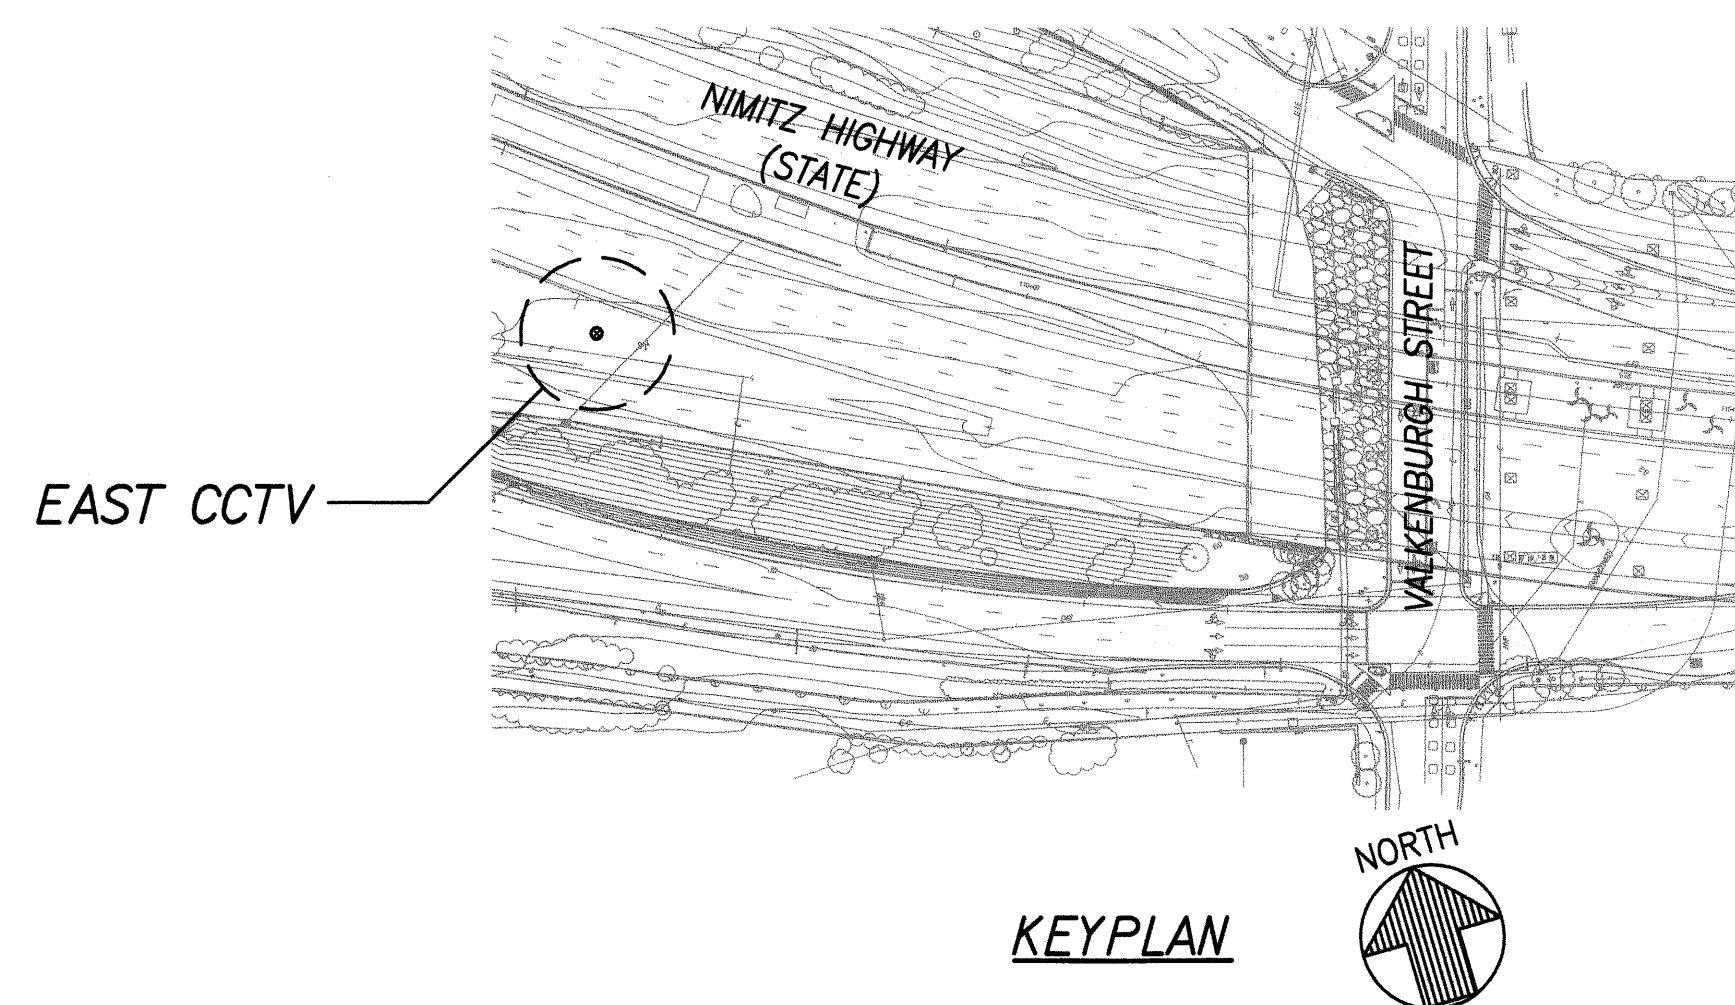 NIMITZ HIGHWAY
(STATE)
VALKENBURGH STREET
EAST CCTV
NORTH
KEYPLAN